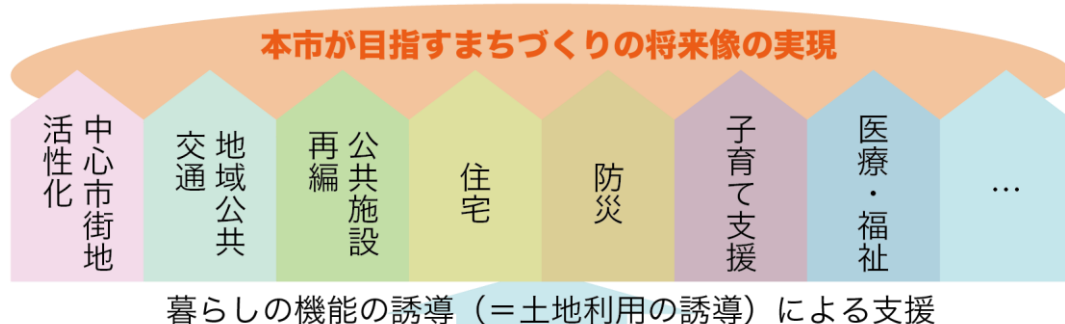 本市が目指すまちづくりの将来像の実現
中心市街地
活性化
地域公共
交通
公共施設
再編
住宅
防災
子育て支援
医療・福祉
…
暮らしの機能の誘導（＝土地利用の誘導）による支援